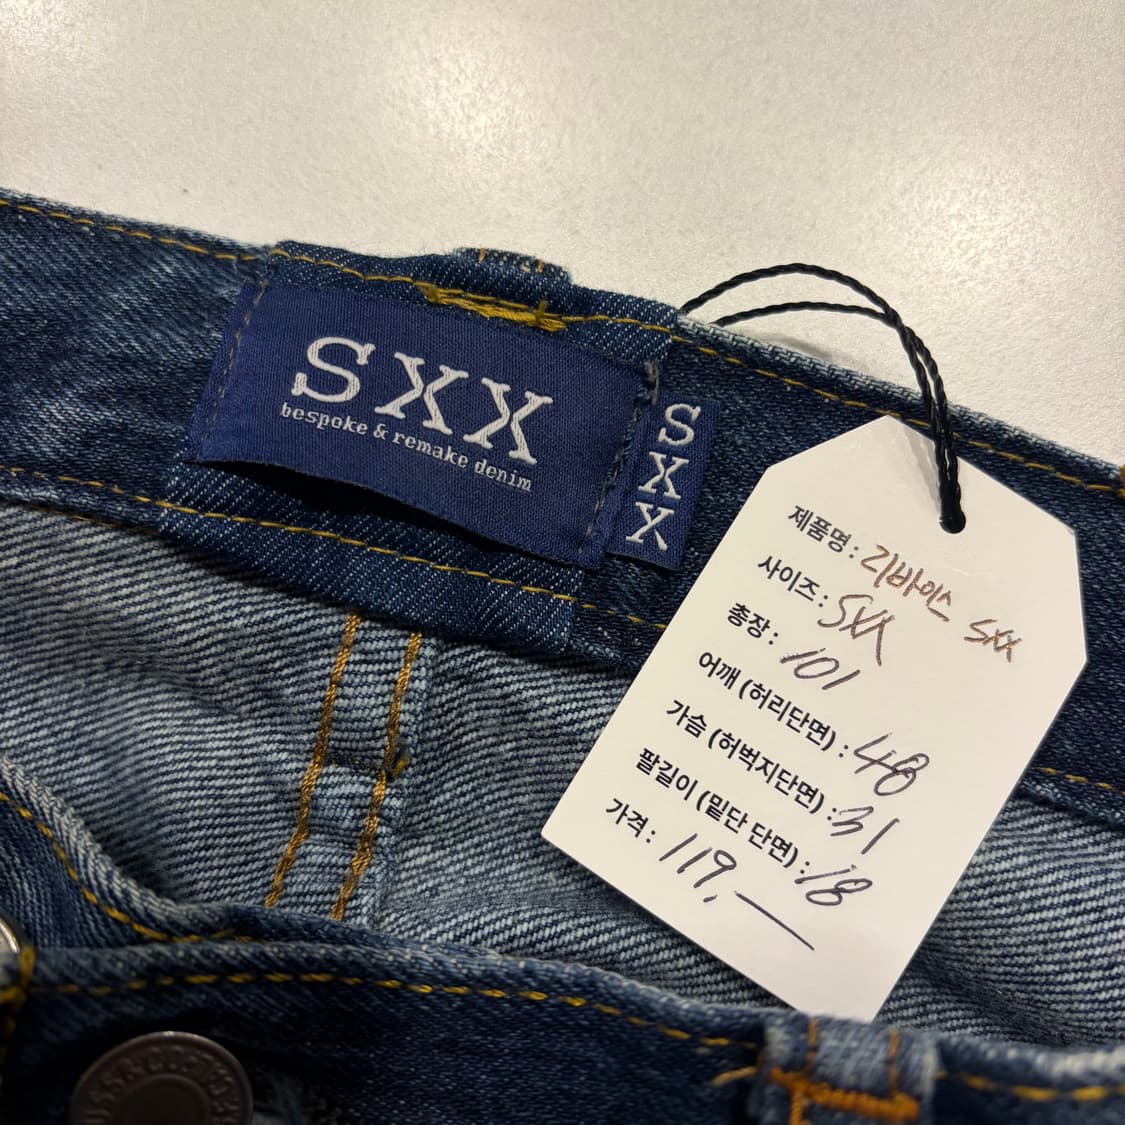 SXX
bespoke & remake denim
SXX
제품명 : 리바이스 SXX
사이즈 : SXX
총장 : 101
어깨 (허리단면) : 48
가슴 (허벅지단면) : 31
팔길이 (밑단 단면) : 18
가격 : 119,—